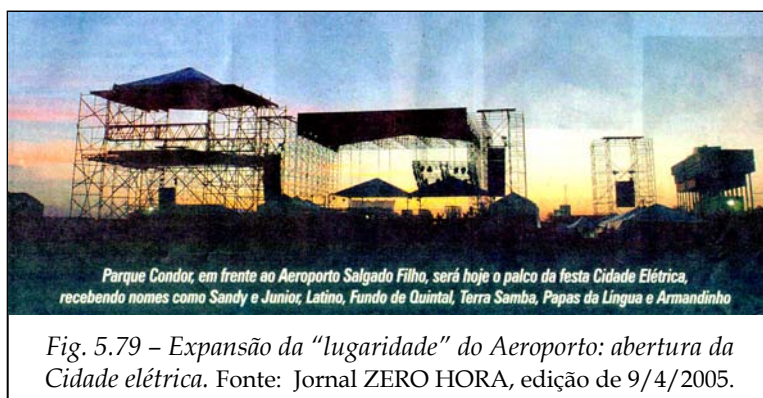 Parque Condor, em frente ao Aeroporto Salgado Filho, será hoje o palco da festa Cidade Elétrica,
recebendo nomes como Sandy e Junior, Latino, Fundo de Quintal, Terra Samba, Papas da Língua e Armandinho
Fig. 5.79 – Expansão da “lugaridade” do Aeroporto: abertura da
Cidade elétrica. Fonte: Jornal ZERO HORA, edição de 9/4/2005.